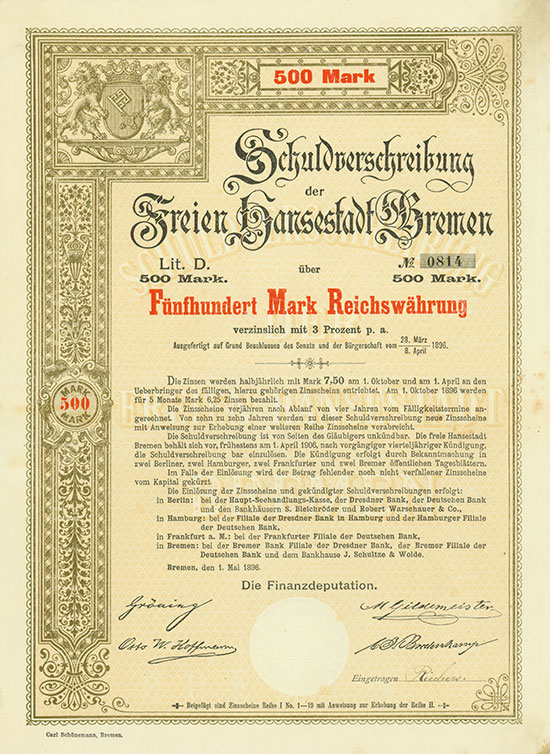 500 Mark
Schuldverschreibung
der
Freien Hansestadt Bremen
Lit. D. über № 0814
500 Mark. 500 Mark.
Fünfhundert Mark Reichswährung
verzinslich mit 3 Prozent p. a.
Ausgefertigt auf Grund Beschlusses des Senats und der Bürgerschaft vom 28. März / 8. April 1896.
Die Zinsen werden halbjährlich mit Mark 7,50 am 1. Oktober und am 1. April an den
Ueberbringer des fälligen, hierzu gehörigen Zinsscheins entrichtet. Am 1. Oktober 1896 werden
für 5 Monate Mark 6,25 Zinsen bezahlt.
Die Zinsscheine verjähren nach Ablauf von vier Jahren vom Fälligkeitstermine an-
gerechnet. Von zehn zu zehn Jahren werden zu dieser Schuldverschreibung neue Zinsscheine
mit Anweisung zur Erhebung einer weiteren Reihe Zinsscheine verabreicht.
Die Schuldverschreibung ist von Seiten des Gläubigers unkündbar. Die freie Hansestadt
Bremen behält sich vor, frühestens am 1. April 1906, nach vorgängiger vierteljähriger Kündigung,
die Schuldverschreibung bar einzulösen. Die Kündigung erfolgt durch Bekanntmachung in
zwei Berliner, zwei Hamburger, zwei Frankfurter und zwei Bremer öffentlichen Tagesblättern.
Im Falle der Einlösung wird der Betrag fehlender noch nicht verfallener Zinsscheine
vom Kapital gekürzt.
Die Einlösung der Zinsscheine und gekündigter Schuldverschreibungen erfolgt:
in Berlin: bei der Haupt-Seehandlungs-Kasse, der Dresdner Bank, der Deutschen Bank
und den Bankhäusern S. Bleichröder und Robert Warschauer & Co.,
in Hamburg: bei der Filiale der Dresdner Bank in Hamburg und der Hamburger Filiale
der Deutschen Bank,
in Frankfurt a. M.: bei der Frankfurter Filiale der Deutschen Bank,
in Bremen: bei der Bremer Bank Filiale der Dresdner Bank, der Bremer Filiale der
Deutschen Bank und dem Bankhause J. Schultze & Wolde.
Bremen, den 1. Mai 1896.
Die Finanzdeputation.
Gröning M Gildemeister
Otto W. Hoffmann Bredenkamp
Eingetragen
Beigefügt sind Zinsscheine Reihe I No. 1—19 mit Anweisung zur Erhebung der Reihe II.
MARK
500
MARK
Carl Schünemann, Bremen.